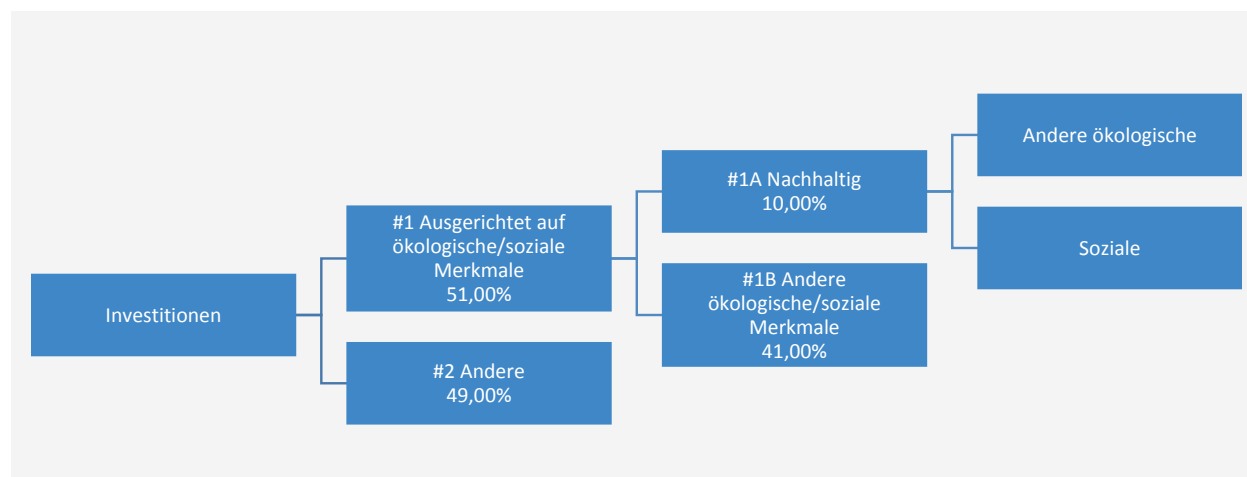 Investitionen
#1 Ausgerichtet auf
ökologische/soziale
Merkmale
51,00%
#2 Andere
49,00%
#1A Nachhaltig
10,00%
#1B Andere
ökologische/soziale
Merkmale
41,00%
Andere ökologische
Soziale